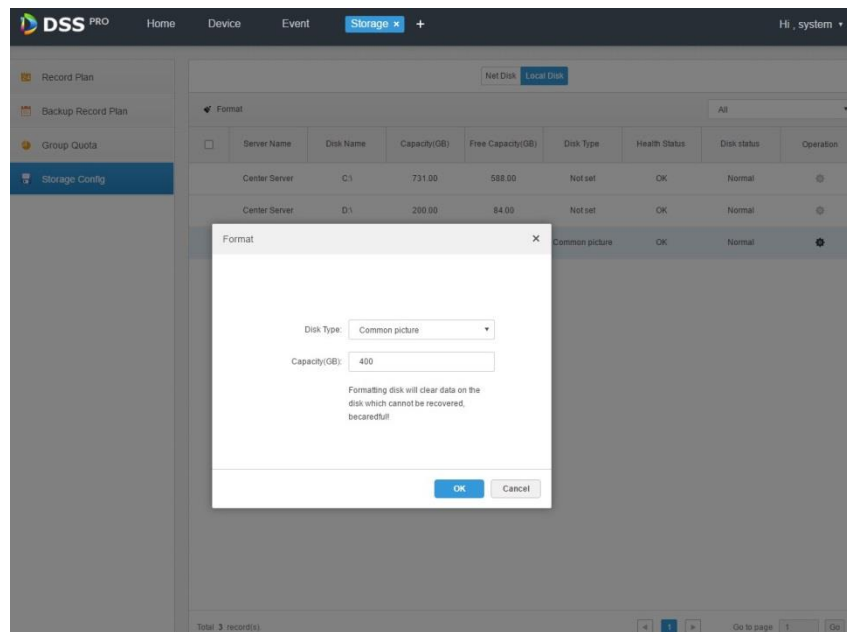 DSS PRO Home Device Event Storage × + Hi , system
Record Plan
Backup Record Plan
Group Quota
Storage Config
Net Disk Local Disk
Format All
Server Name Disk Name Capacity(GB) Free Capacity(GB) Disk Type Health Status Disk status Operation
Center Server C:\ 731.00 588.00 Not set OK Normal
Center Server D:\ 200.00 84.00 Not set OK Normal
Common picture OK Normal
Format ×
Disk Type: Common picture
Capacity(GB): 400
Formatting disk will clear data on the
disk which cannot be recovered,
becaredful!
OK Cancel
Total 3 record(s) 1 Go to page 1 Go